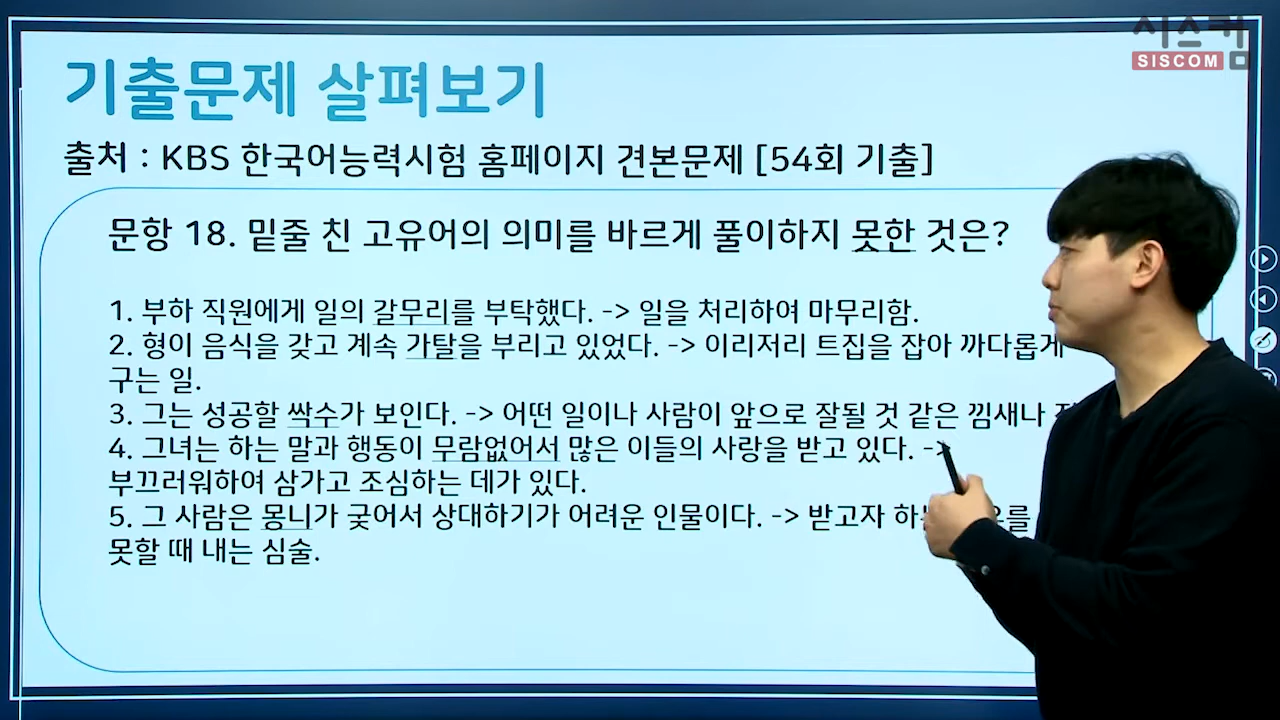 시스컴
SISCOM
기출문제 살펴보기
출처 : KBS 한국어능력시험 홈페이지 견본문제 [54회 기출]
문항 18. 밑줄 친 고유어의 의미를 바르게 풀이하지 못한 것은?
1. 부하 직원에게 일의 갈무리를 부탁했다. -> 일을 처리하여 마무리함.
2. 형이 음식을 갖고 계속 가탈을 부리고 있었다. -> 이리저리 트집을 잡아 까다롭게
구는 일.
3. 그는 성공할 싹수가 보인다. -> 어떤 일이나 사람이 앞으로 잘될 것 같은 낌새나
4. 그녀는 하는 말과 행동이 무람없어서 많은 이들의 사랑을 받고 있다. ->
부끄러워하여 삼가고 조심하는 데가 있다.
5. 그 사람은 몽니가 궂어서 상대하기가 어려운 인물이다. -> 받고자
못할 때 내는 심술.